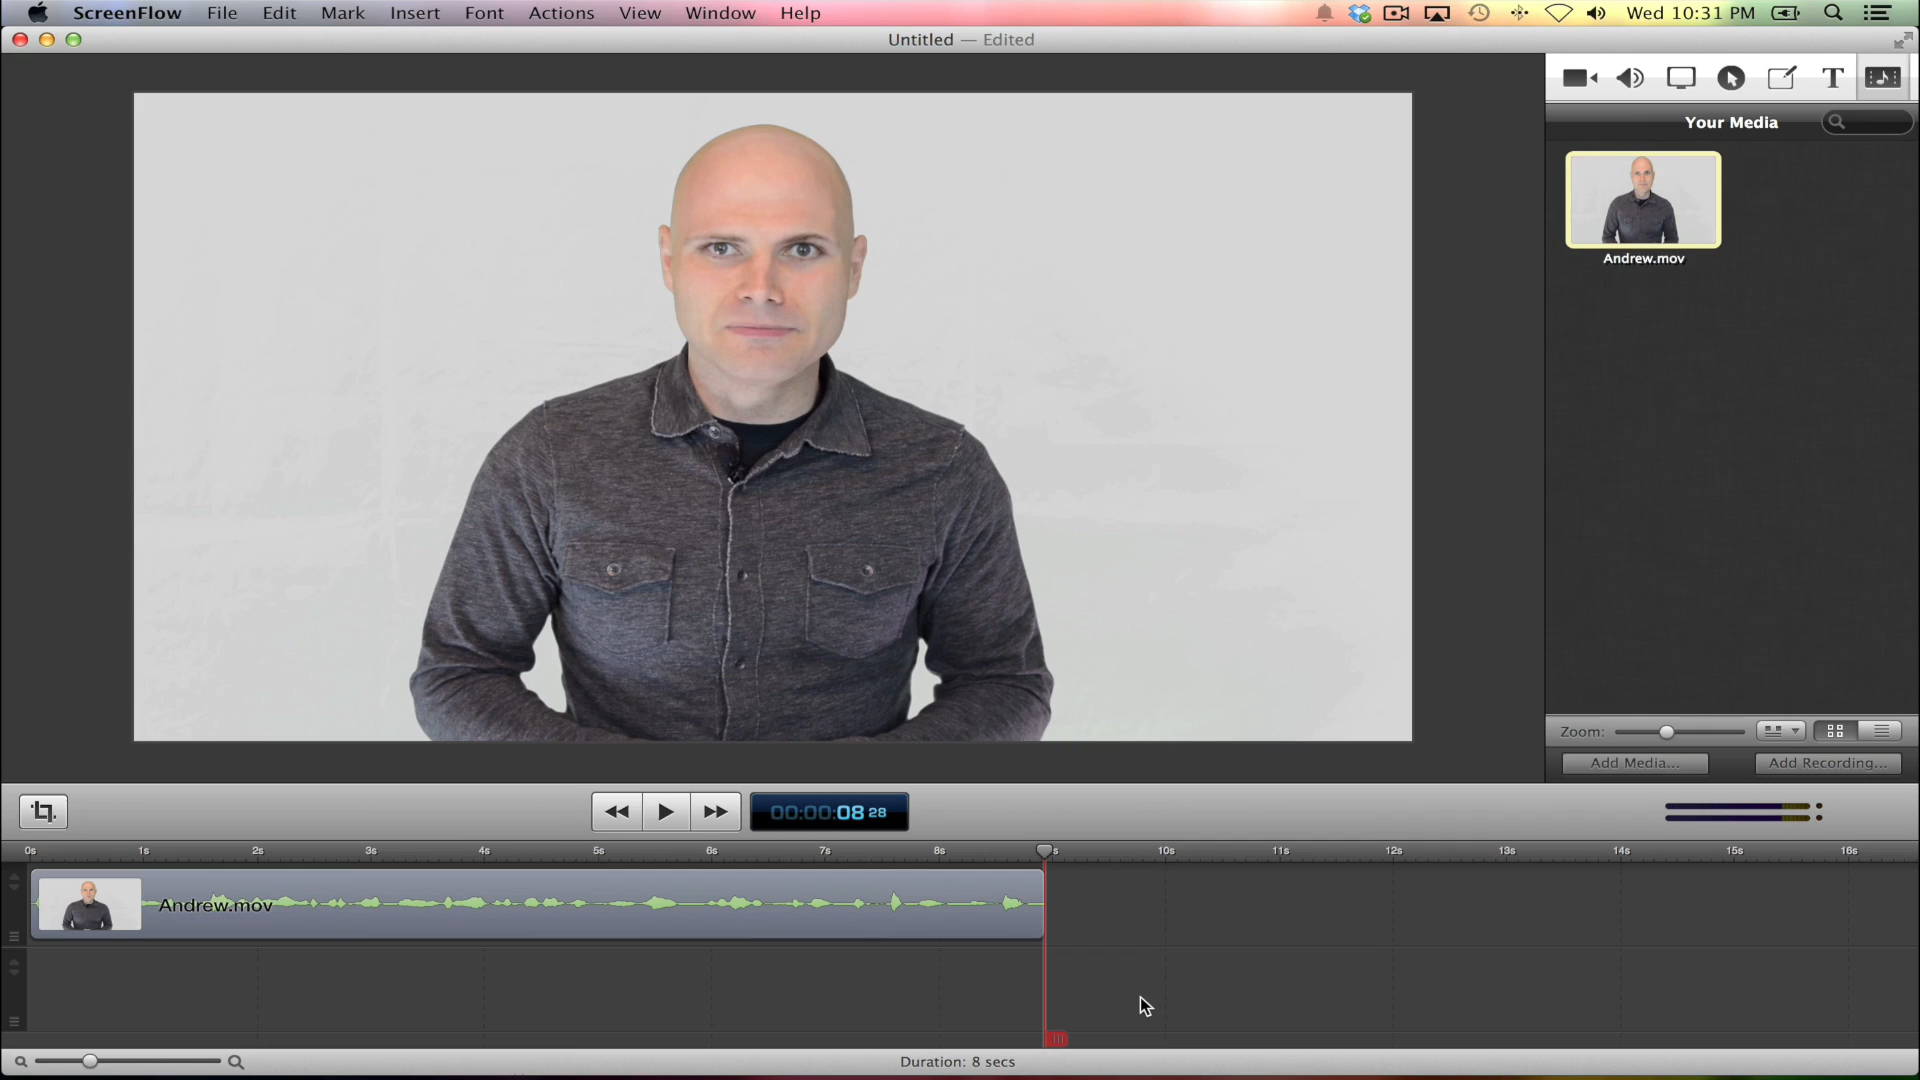 ScreenFlow File Edit Mark Insert Font Actions View Window Help Wed 10:31 PM
Untitled — Edited
T
Your Media
Andrew.mov
Zoom:
Add Media... Add Recording...
00:00:08 28
0s 1s 2s 3s 4s 5s 6s 7s 8s s 10s 11s 12s 13s 14s 15s 16s
Andrew.mov
Duration: 8 secs